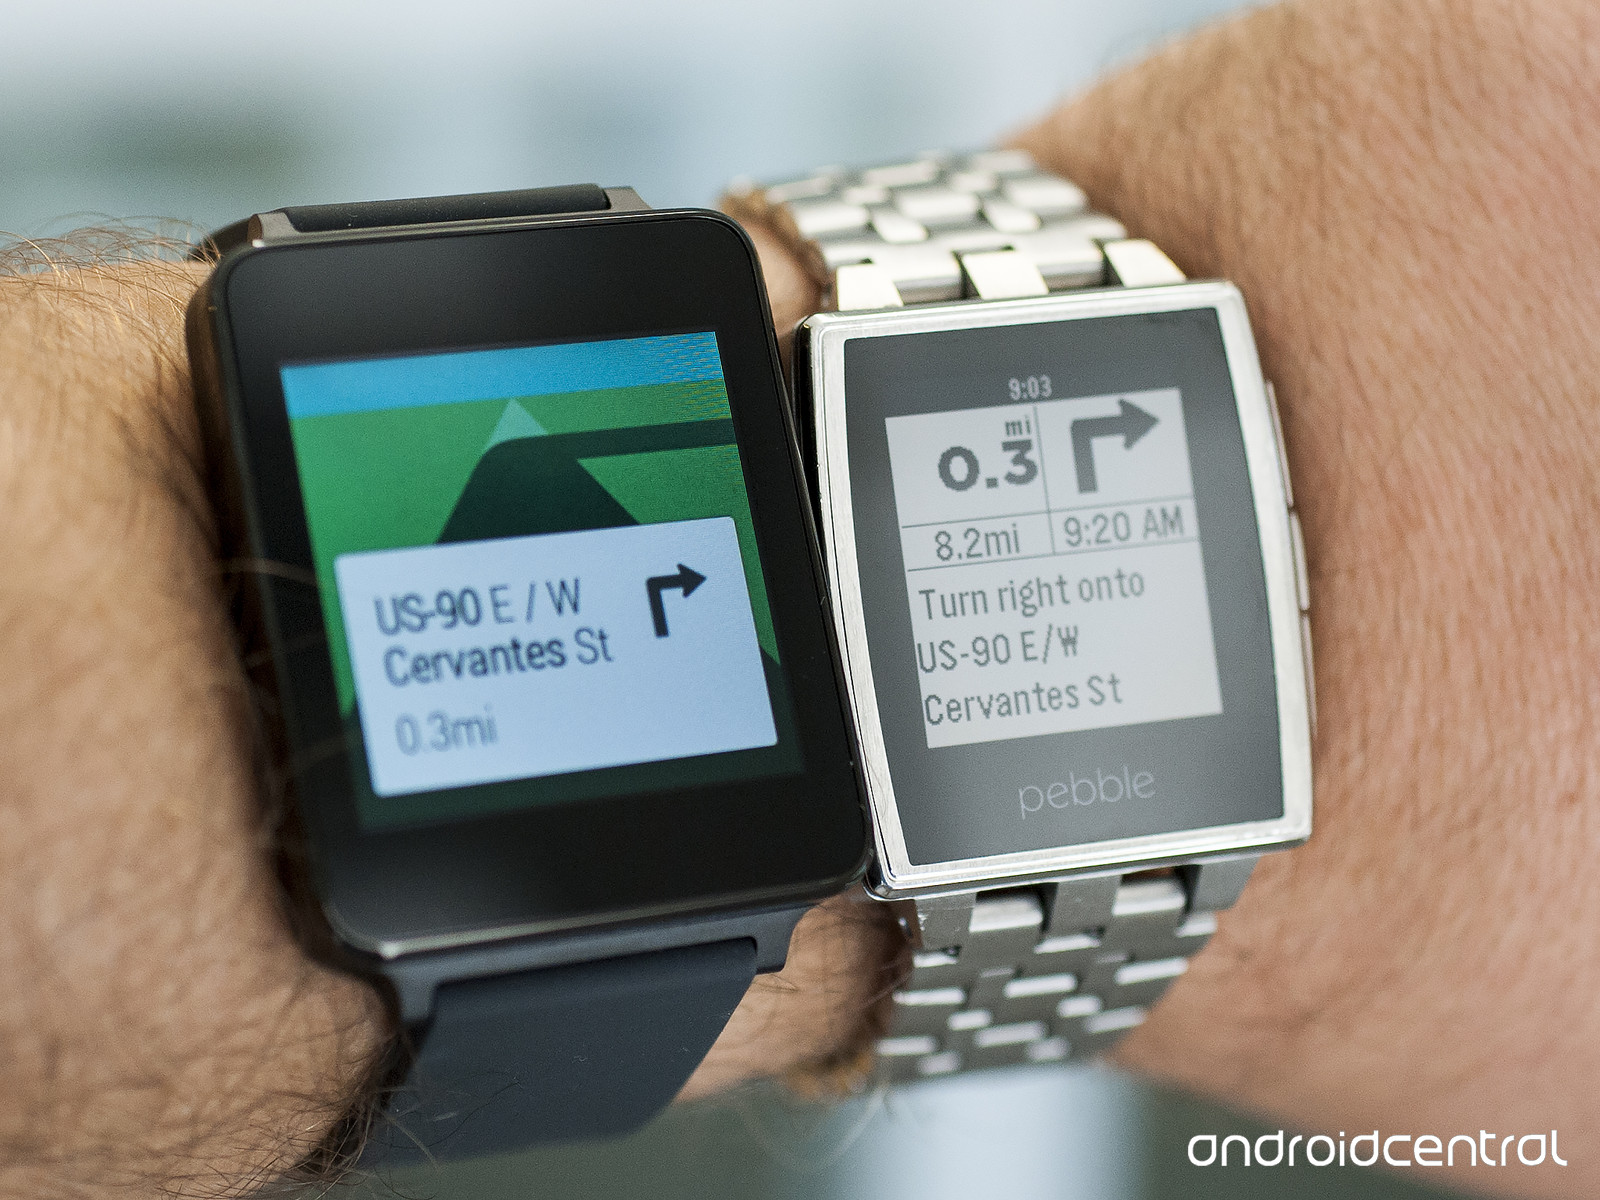 US-90 E / W
Cervantes St
0.3mi
9:03
mi
0.3
8.2mi
9:20 AM
Turn right onto
US-90 E/W
Cervantes St
pebble
androidcentral